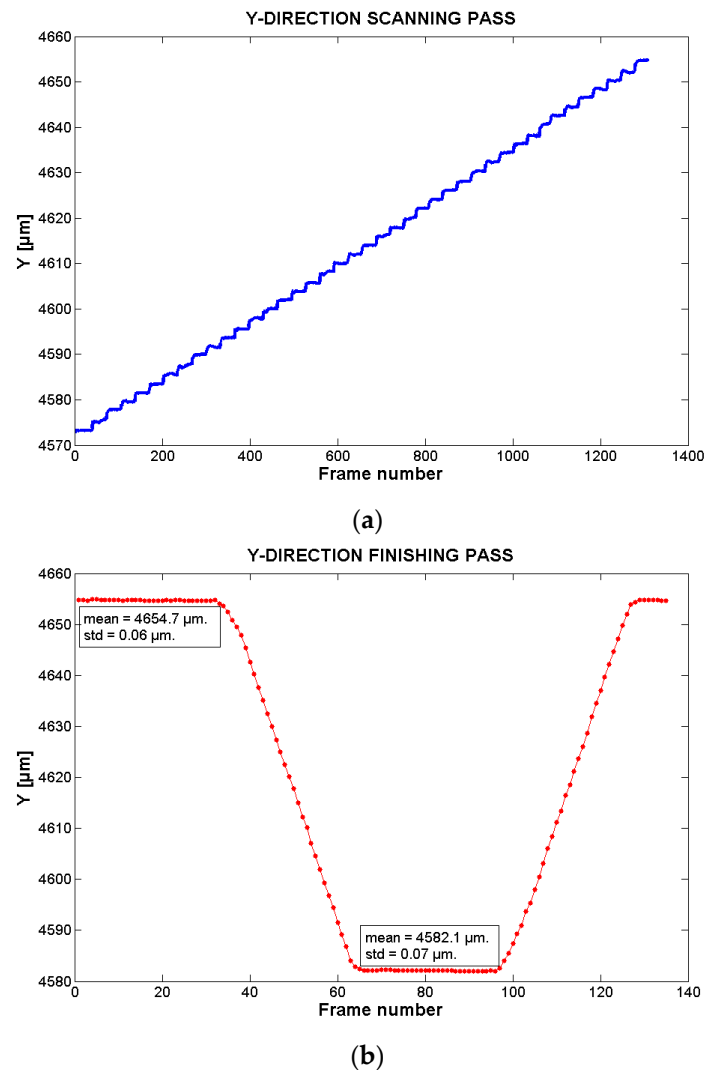 Y-DIRECTION SCANNING PASS
4660
4650
4640
4630
4620
4610
4600
4590
4580
4570
Y [µm]
0 200 400 600 800 1000 1200 1400
Frame number
(a)
Y-DIRECTION FINISHING PASS
4660
4650
4640
4630
4620
4610
4600
4590
4580
Y [µm]
mean = 4654.7 µm.
std = 0.06 µm.
mean = 4582.1 µm.
std = 0.07 µm.
0 20 40 60 80 100 120 140
Frame number
(b)